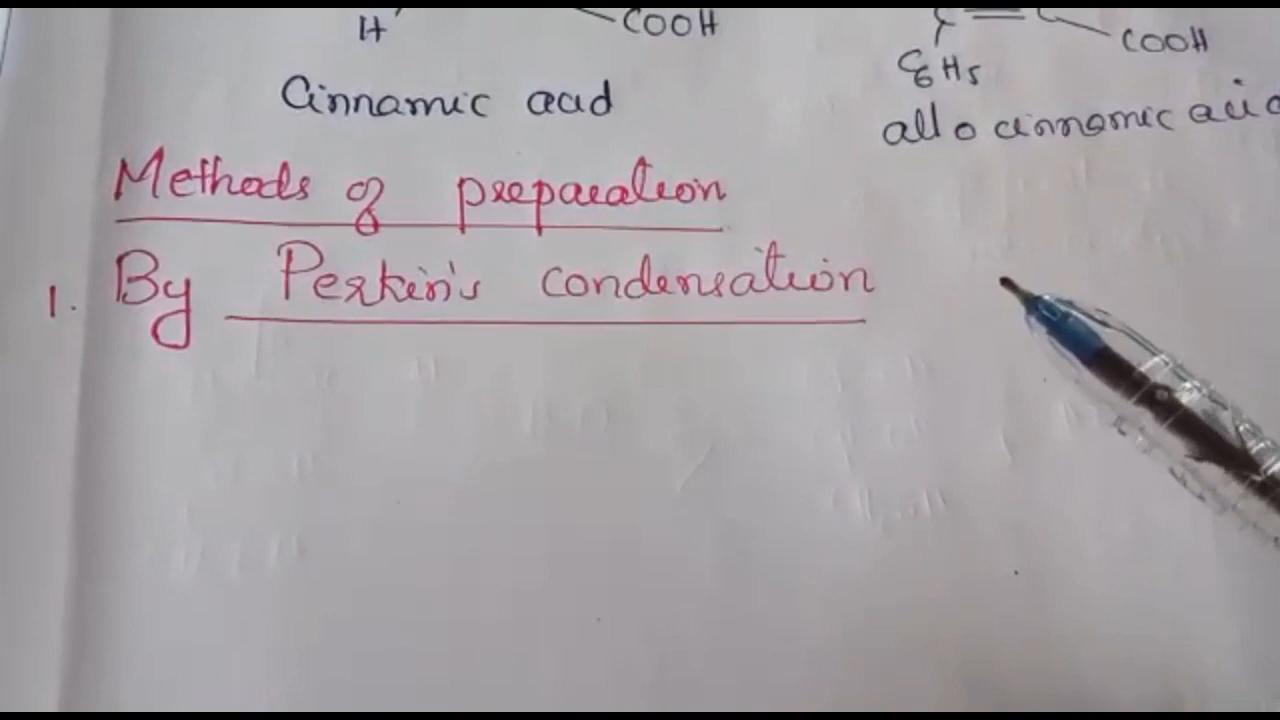 H COOH
C = C COOH
C6H5
Cinnamic acid
allo cinnamic acid
Methods of preparation
1. By Perkin's condensation